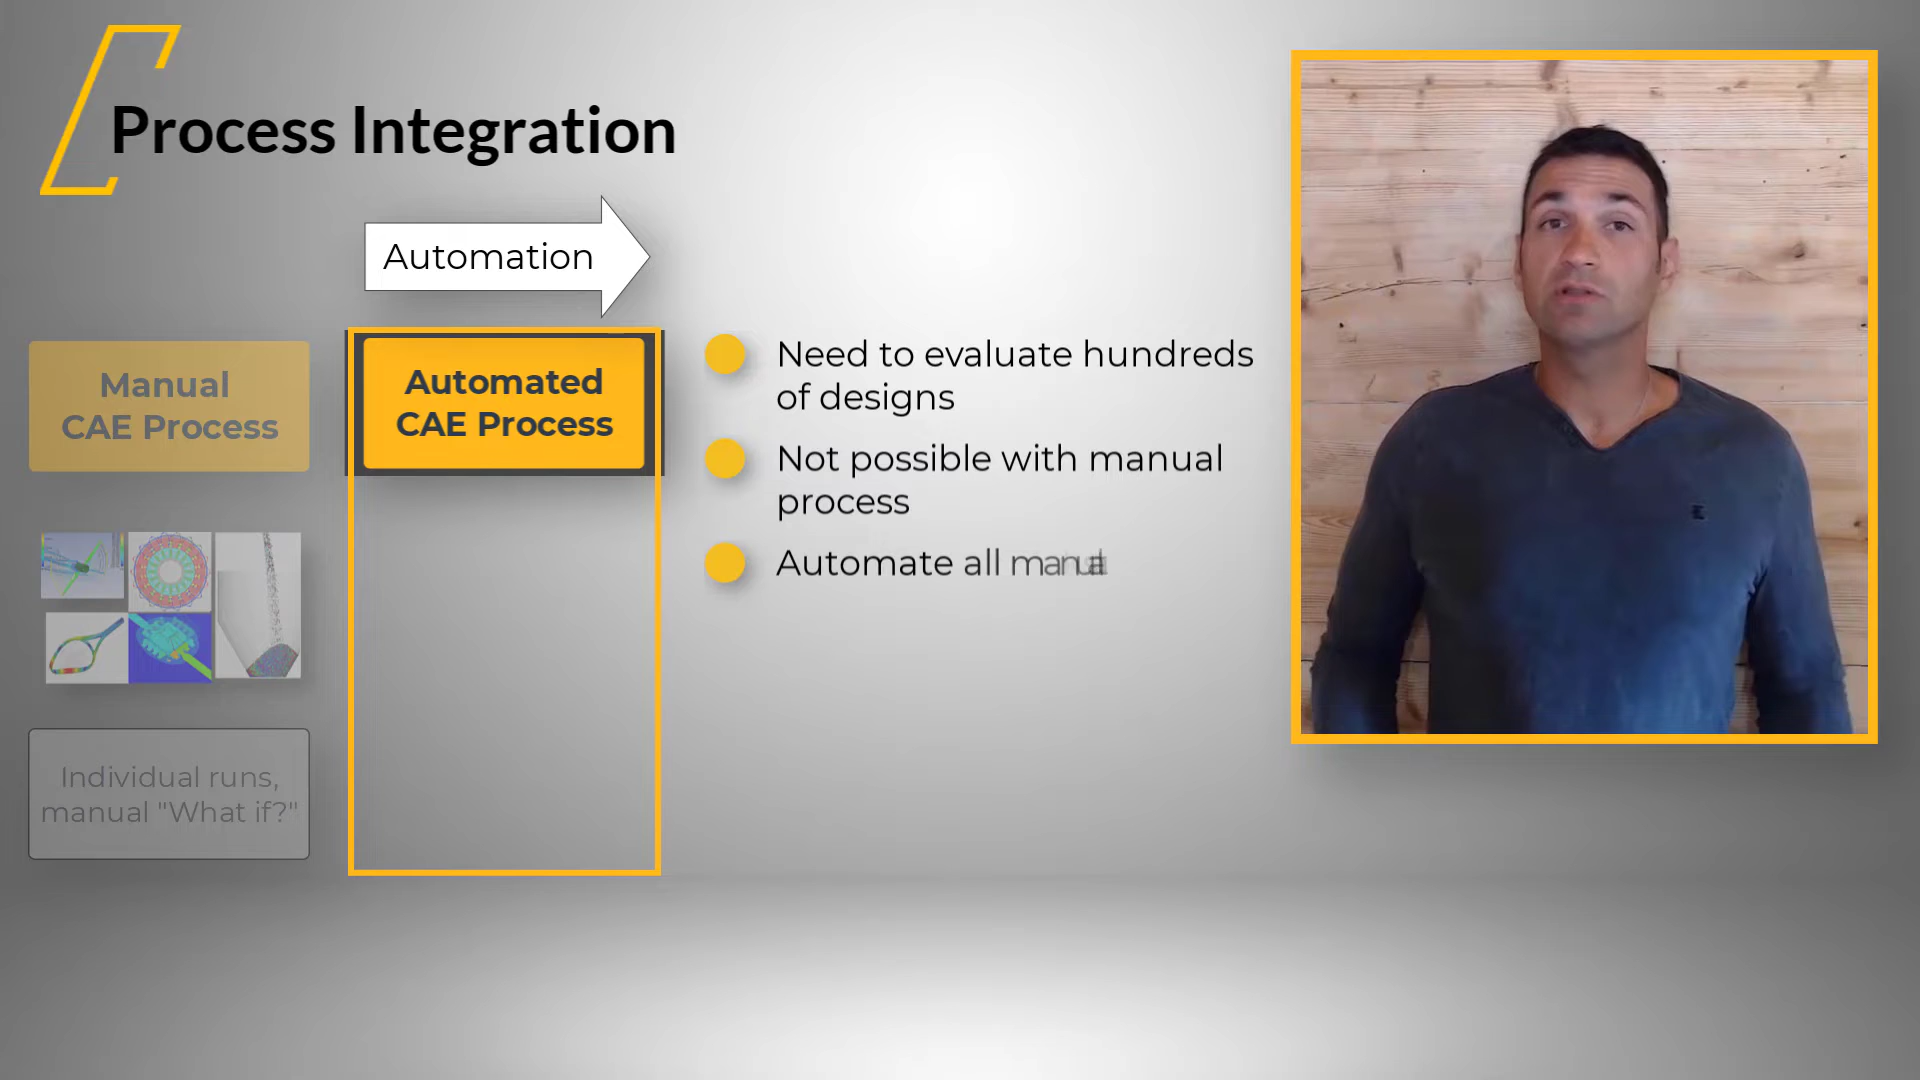 Process Integration
Automation
Manual
CAE Process
Automated
CAE Process
Need to evaluate hundreds
of designs
Not possible with manual
process
Automate all manual
Individual runs,
manual "What if?"